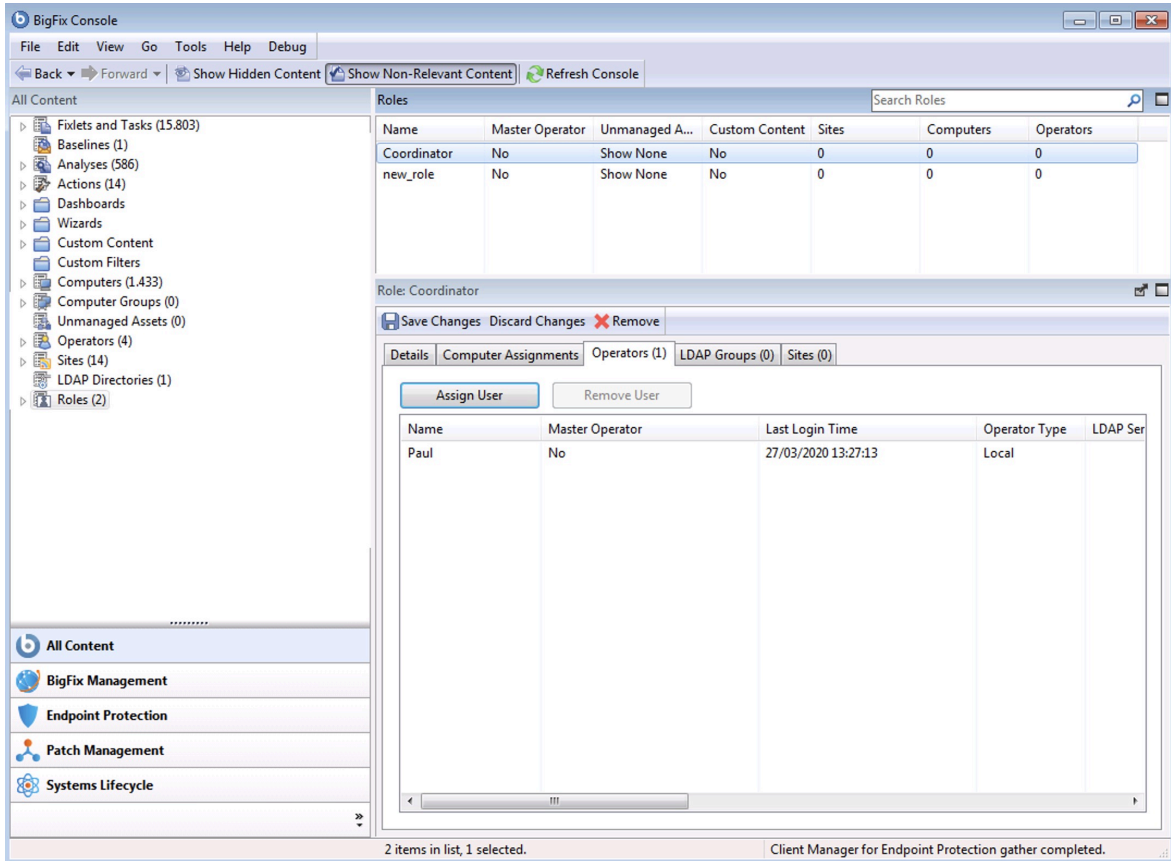 BigFix Console
File Edit View Go Tools Help Debug
Back Forward Show Hidden Content Show Non-Relevant Content Refresh Console
All Content
Fixlets and Tasks (15.803)
Baselines (1)
Analyses (586)
Actions (14)
Dashboards
Wizards
Custom Content
Custom Filters
Computers (1.433)
Computer Groups (0)
Unmanaged Assets (0)
Operators (4)
Sites (14)
LDAP Directories (1)
Roles (2)
All Content
BigFix Management
Endpoint Protection
Patch Management
Systems Lifecycle
Roles Search Roles
Name Master Operator Unmanaged A... Custom Content Sites Computers Operators
Coordinator No Show None No 0 0 0
new_role No Show None No 0 0 0
Role: Coordinator
Save Changes Discard Changes Remove
Details Computer Assignments Operators (1) LDAP Groups (0) Sites (0)
Assign User Remove User
Name Master Operator Last Login Time Operator Type LDAP Ser
Paul No 27/03/2020 13:27:13 Local
2 items in list, 1 selected. Client Manager for Endpoint Protection gather completed.